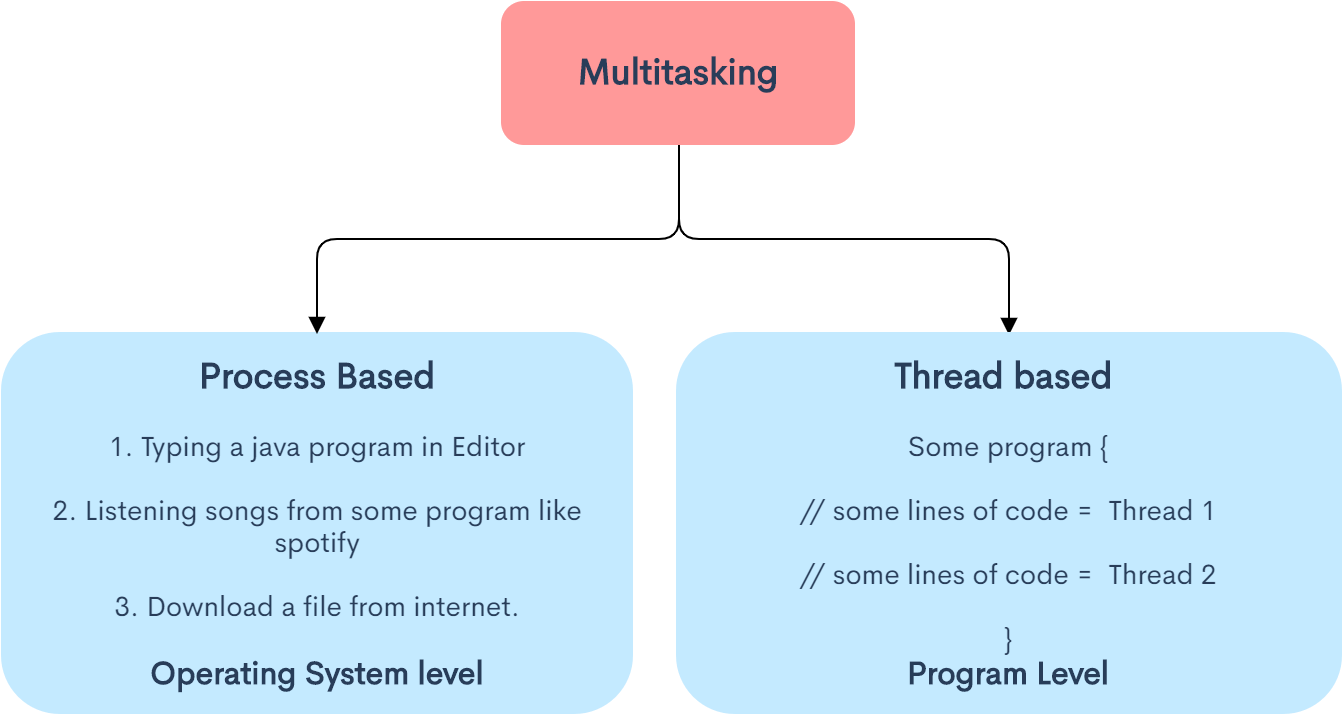 Multitasking
Process Based
1. Typing a java program in Editor
2. Listening songs from some program like
spotify
3. Download a file from internet.
Operating System level
Thread based
Some program {
// some lines of code =  Thread 1
// some lines of code =  Thread 2
}
Program Level